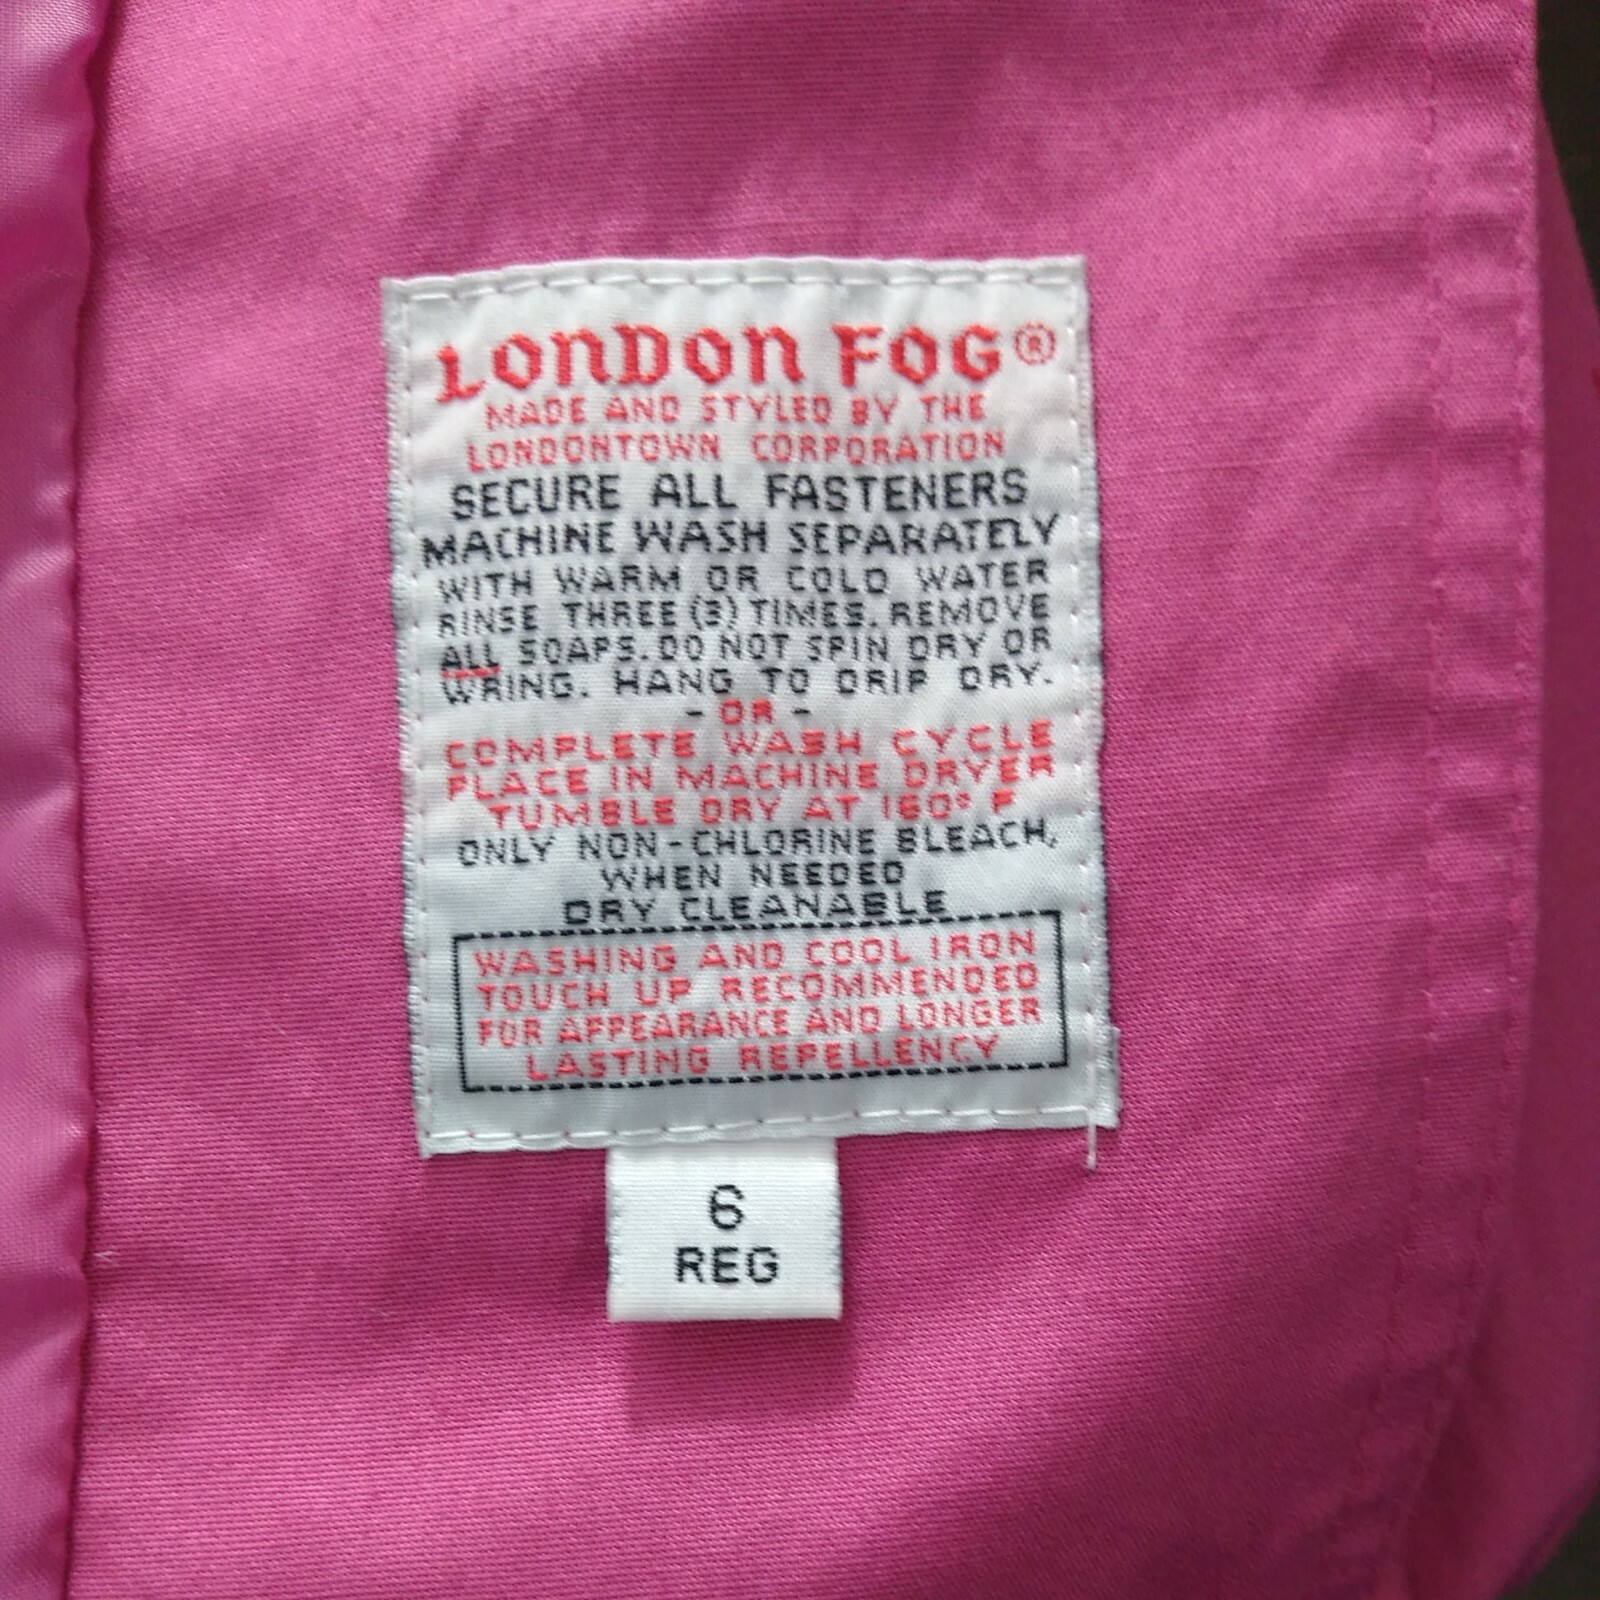 LONDON FOG®
MADE AND STYLED BY THE
LONDONTOWN CORPORATION
SECURE ALL FASTENERS
MACHINE WASH SEPARATELY
WITH WARM OR COLD WATER
RINSE THREE (3) TIMES. REMOVE
ALL SOAPS. DO NOT SPIN DRY OR
WRING. HANG TO DRIP DRY.
- OR -
COMPLETE WASH CYCLE
PLACE IN MACHINE DRYER
TUMBLE DRY AT 160° F
ONLY NON-CHLORINE BLEACH,
WHEN NEEDED
DRY CLEANABLE
WASHING AND COOL IRON
TOUCH UP RECOMMENDED
FOR APPEARANCE AND LONGER
LASTING REPELLENCY
6
REG